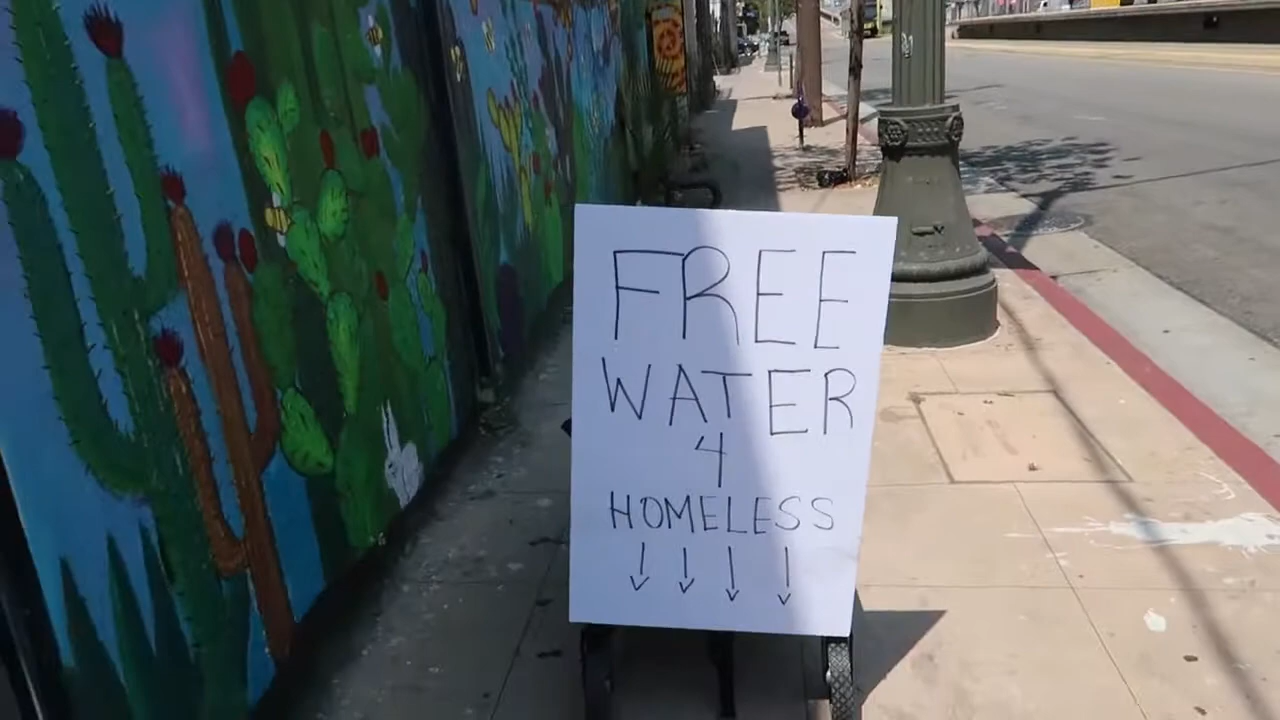 FREE
WATER
4
HOMELESS
↓ ↓ ↓ ↓